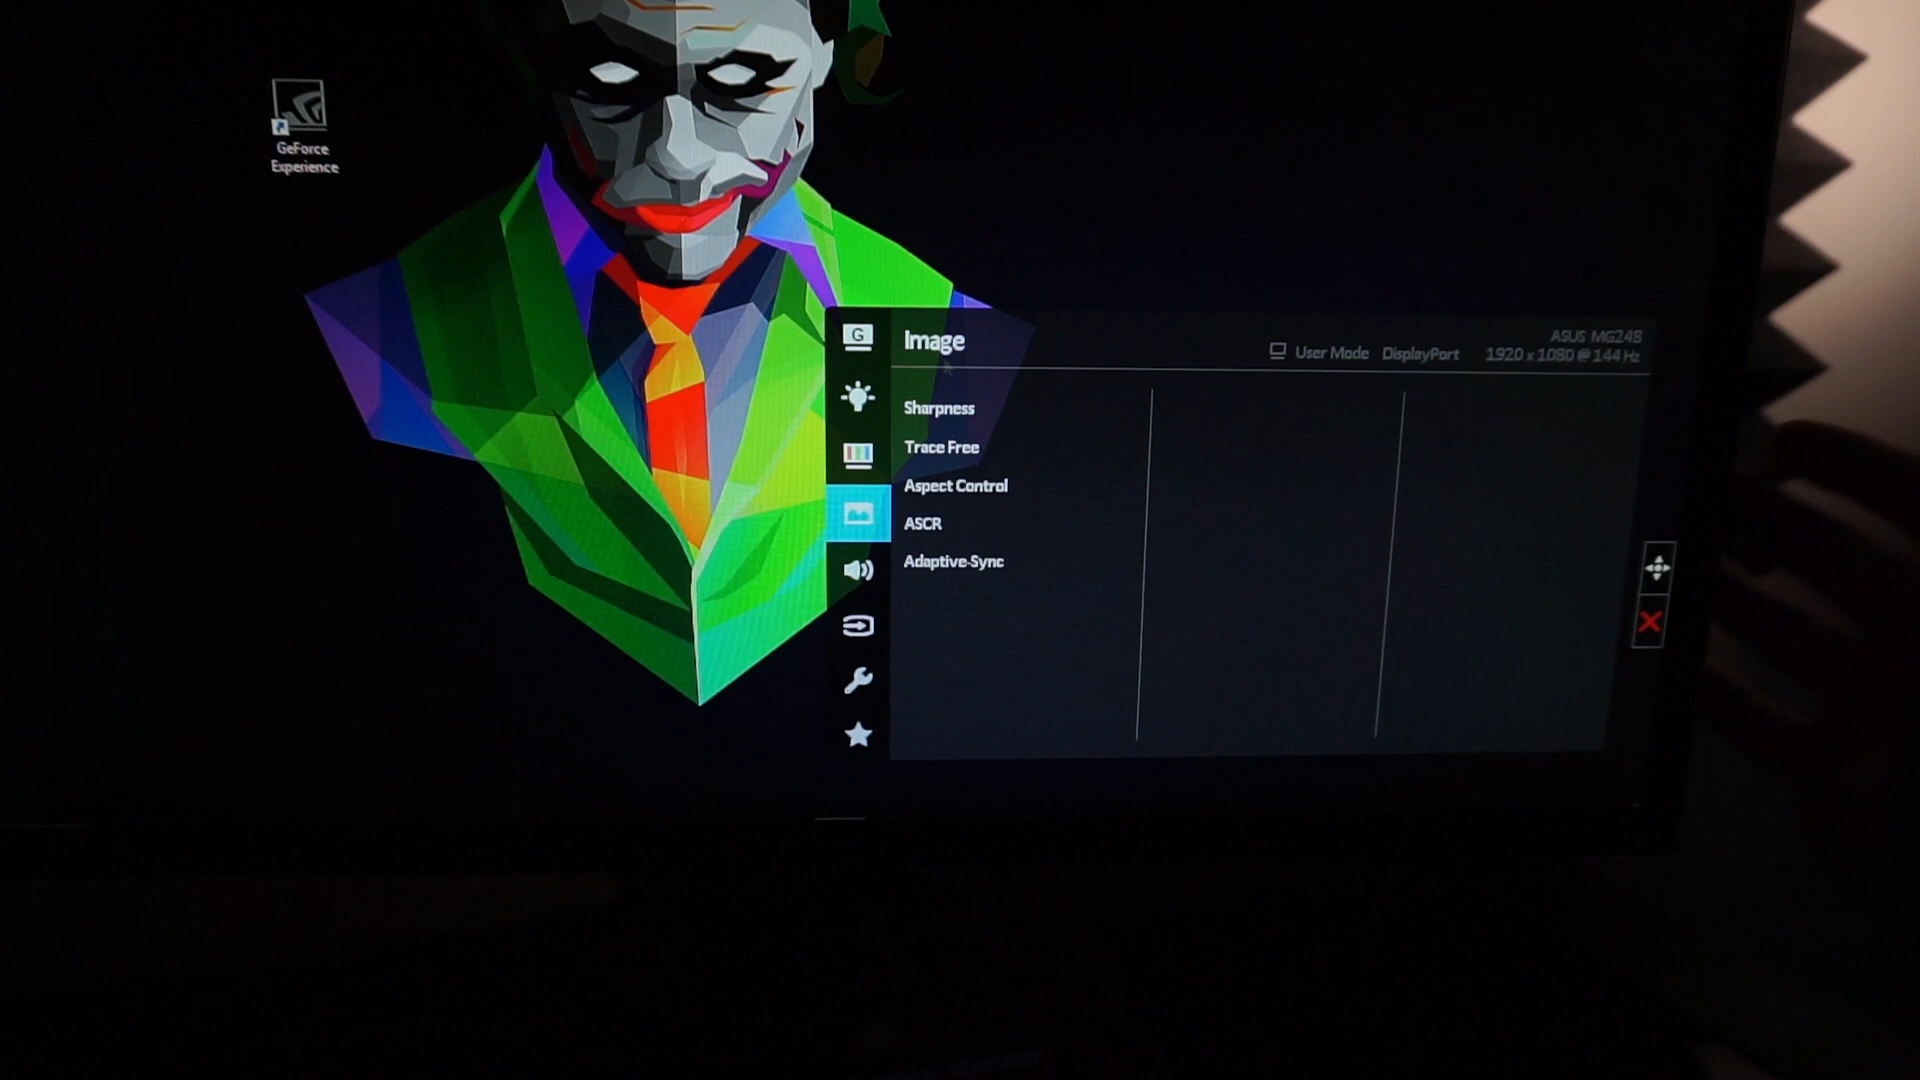 GeForce
Experience
G
Image
ASUS MG248
User Mode DisplayPort 1920 x 1080 @ 144 Hz
Sharpness
Trace Free
Aspect Control
ASCR
Adaptive-Sync